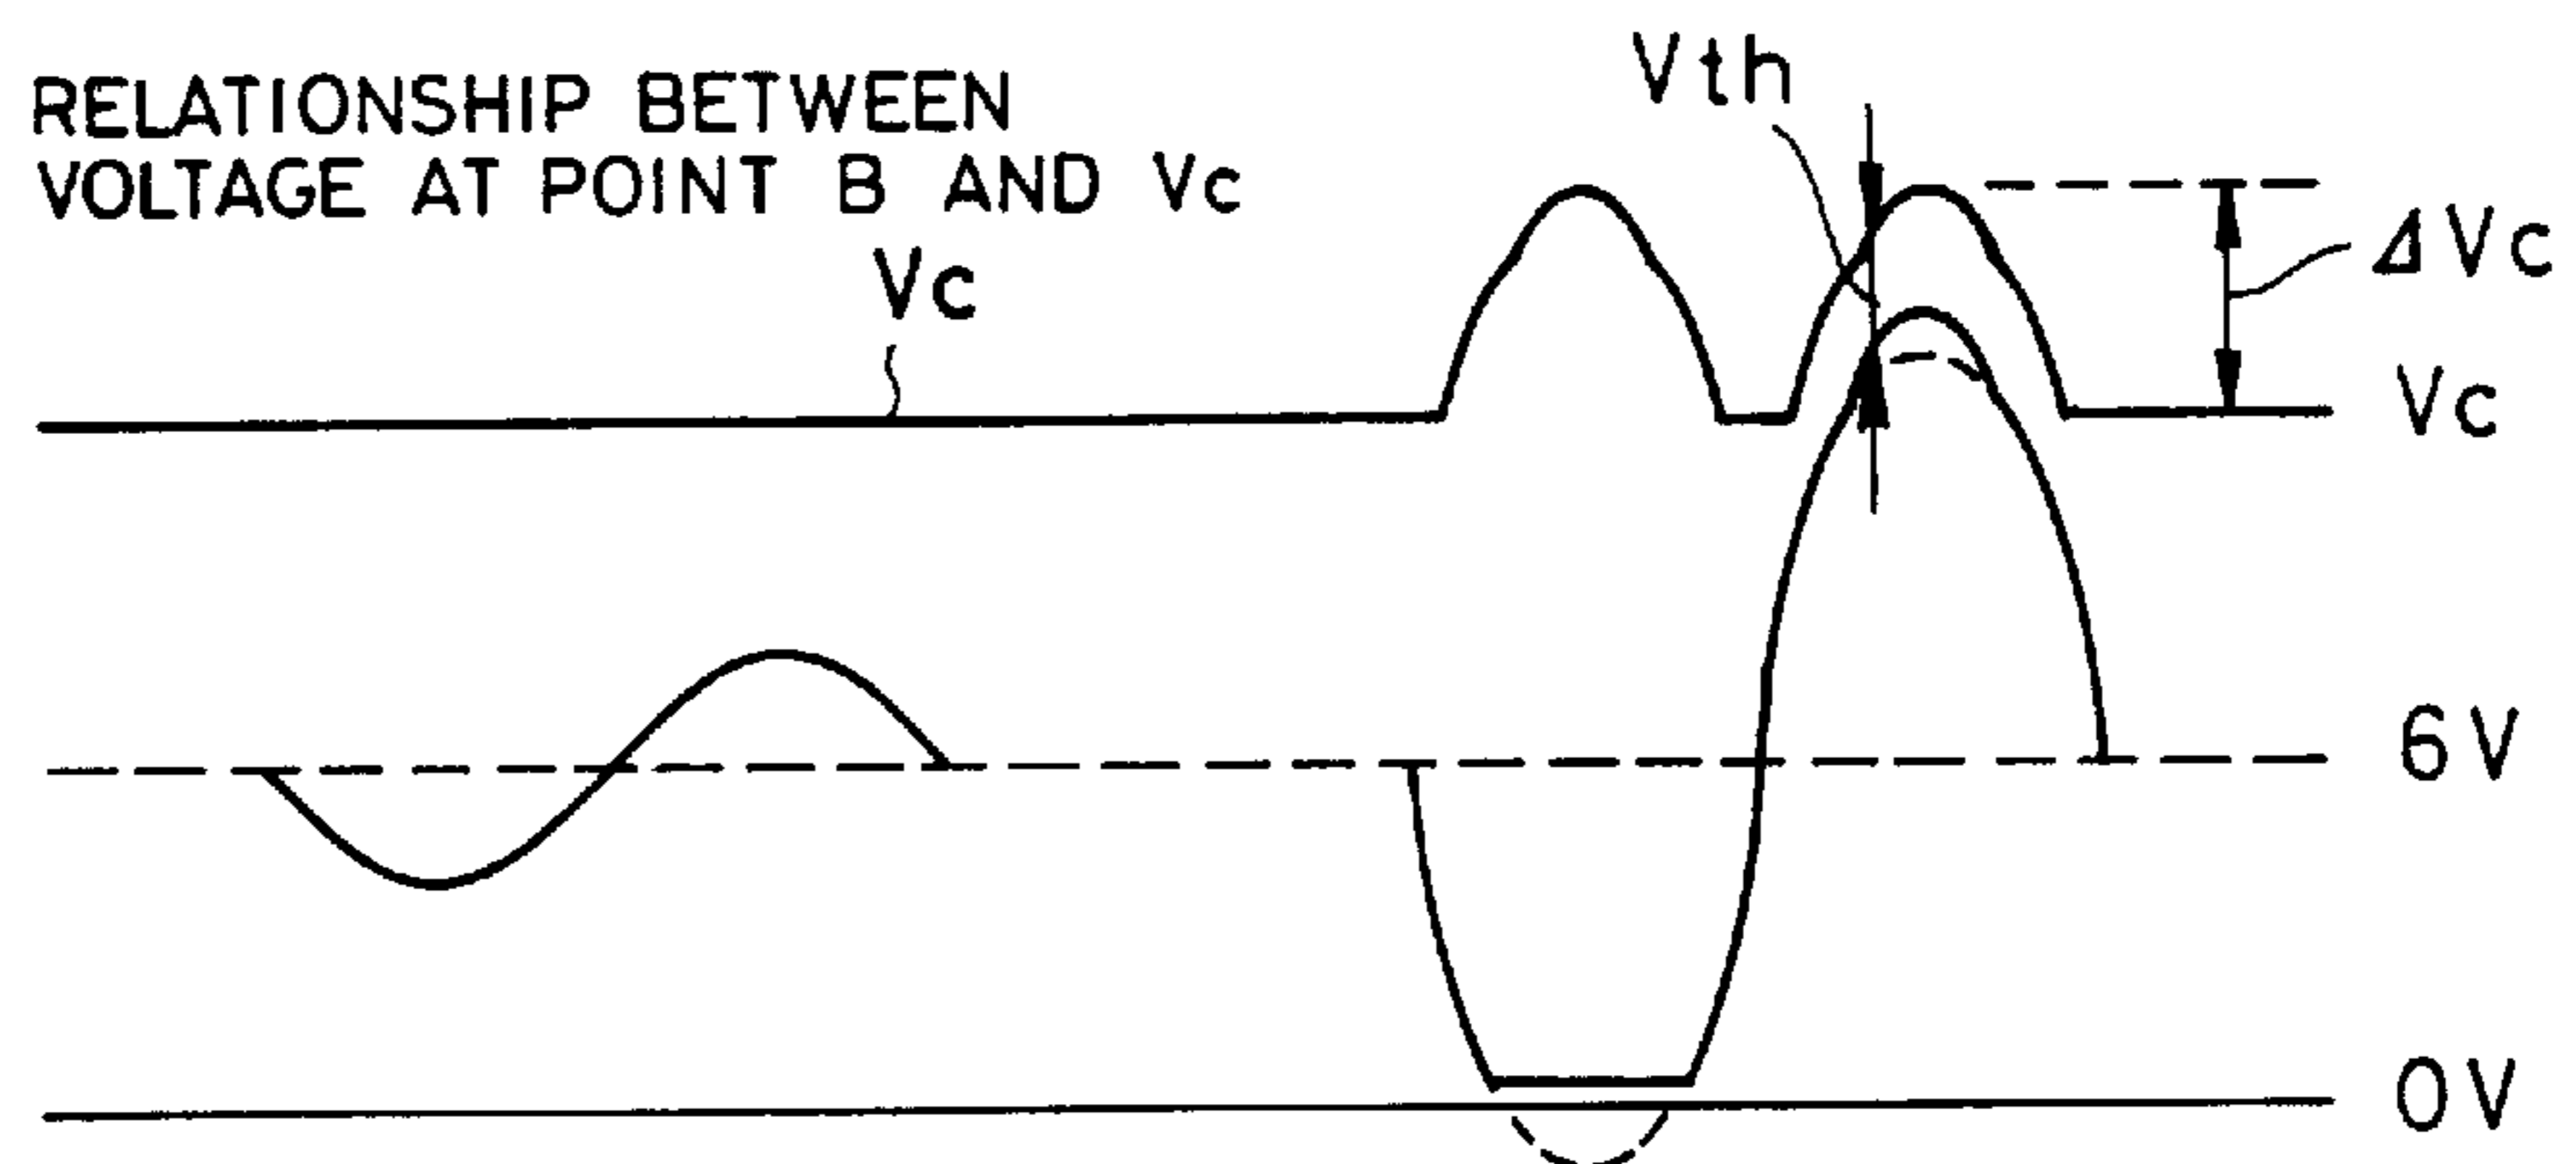 RELATIONSHIP BETWEEN
VOLTAGE AT POINT B AND Vc
Vth
Vc
ΔVc
Vc
6V
0V